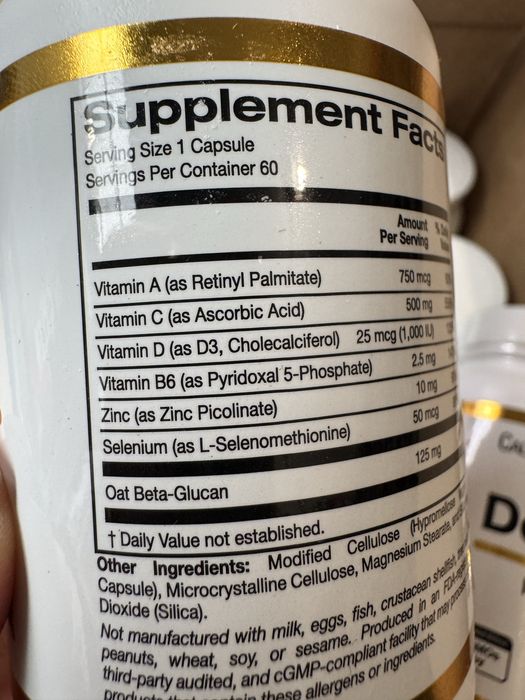 Supplement Facts
Serving Size 1 Capsule
Servings Per Container 60
Amount
Per Serving
Vitamin A (as Retinyl Palmitate) 750 mcg
Vitamin C (as Ascorbic Acid) 500 mg
Vitamin D (as D3, Cholecalciferol) 25 mcg (1,000 IU)
Vitamin B6 (as Pyridoxal 5-Phosphate) 2.5 mg
Zinc (as Zinc Picolinate) 10 mg
Selenium (as L-Selenomethionine) 50 mcg
Oat Beta-Glucan 125 mg
† Daily Value not established.
Other Ingredients: Modified Cellulose (Hypromellose
Capsule), Microcrystalline Cellulose, Magnesium Stearate,
Dioxide (Silica).
Not manufactured with milk, eggs, fish, crustacean shellfish,
peanuts, wheat, soy, or sesame. Produced in an
third-party audited, and cGMP-compliant facility that may
products that contain these allergens or ingredients.